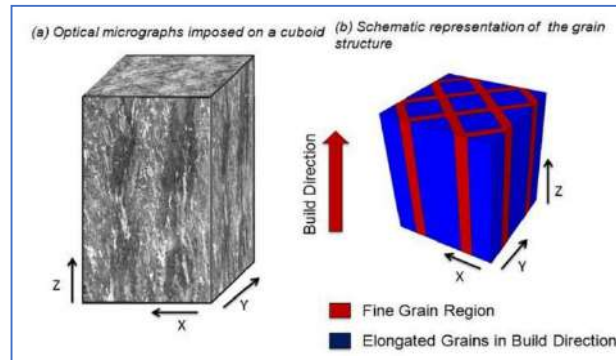 (a) Optical micrographs imposed on a cuboid
(b) Schematic representation of the grain
structure
Build Direction
Z
X
Y
Z
X
Y
Fine Grain Region
Elongated Grains in Build Direction